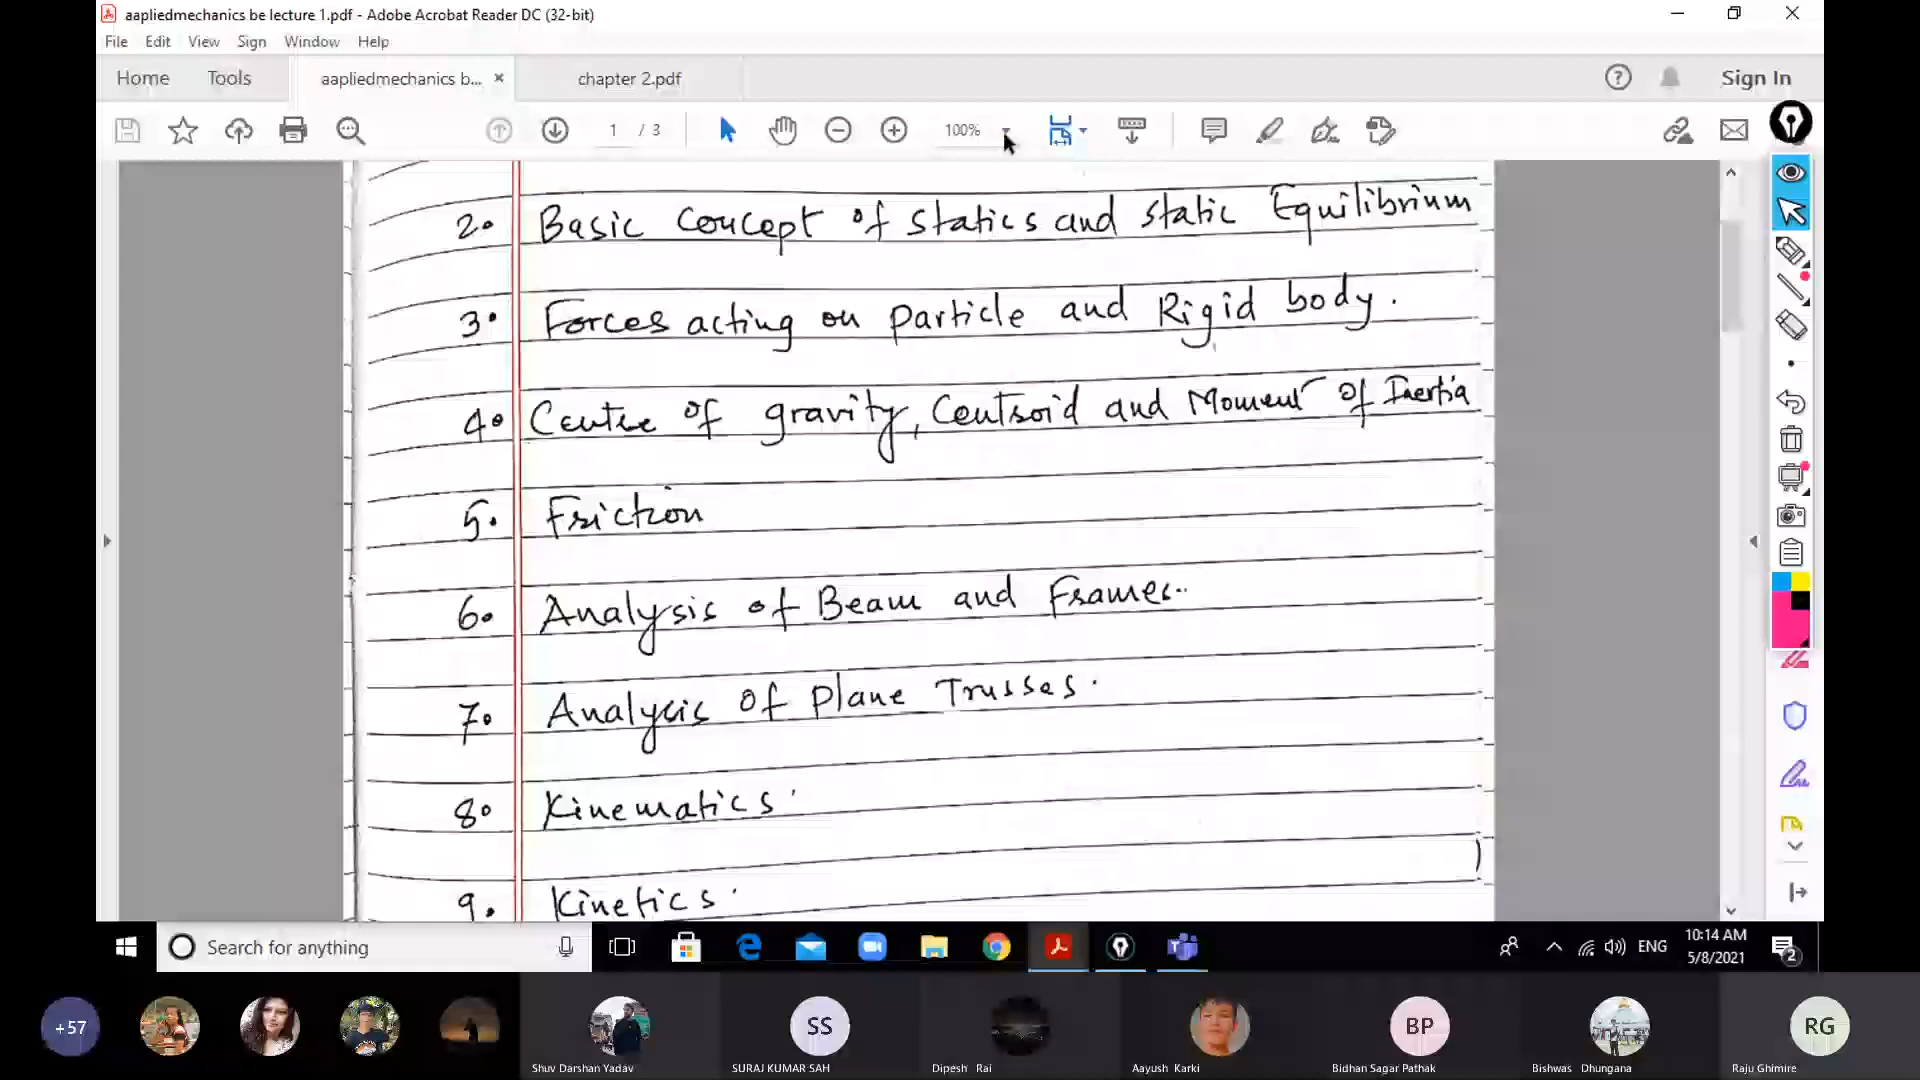 aapliedmechanics be lecture 1.pdf - Adobe Acrobat Reader DC (32-bit)
File Edit View Sign Window Help
Home Tools aapliedmechanics b... × chapter 2.pdf Sign In
1 / 3 100%
2. Basic Concept of Statics and Static Equilibrium
3. Forces acting on Particle and Rigid body.
4. Centre of gravity, Centroid and Moment of Inertia
5. Friction
6. Analysis of Beam and Frames..
7. Analysis of Plane Trusses.
8. Kinematics.
9. Kinetics.
Search for anything
ENG 10:14 AM
5/8/2021
2
+57 SS BP RG
Shuv Darshan Yadav SURAJ KUMAR SAH Dipesh Rai Aayush Karki Bidhan Sagar Pathak Bishwas Dhungana Raju Ghimire